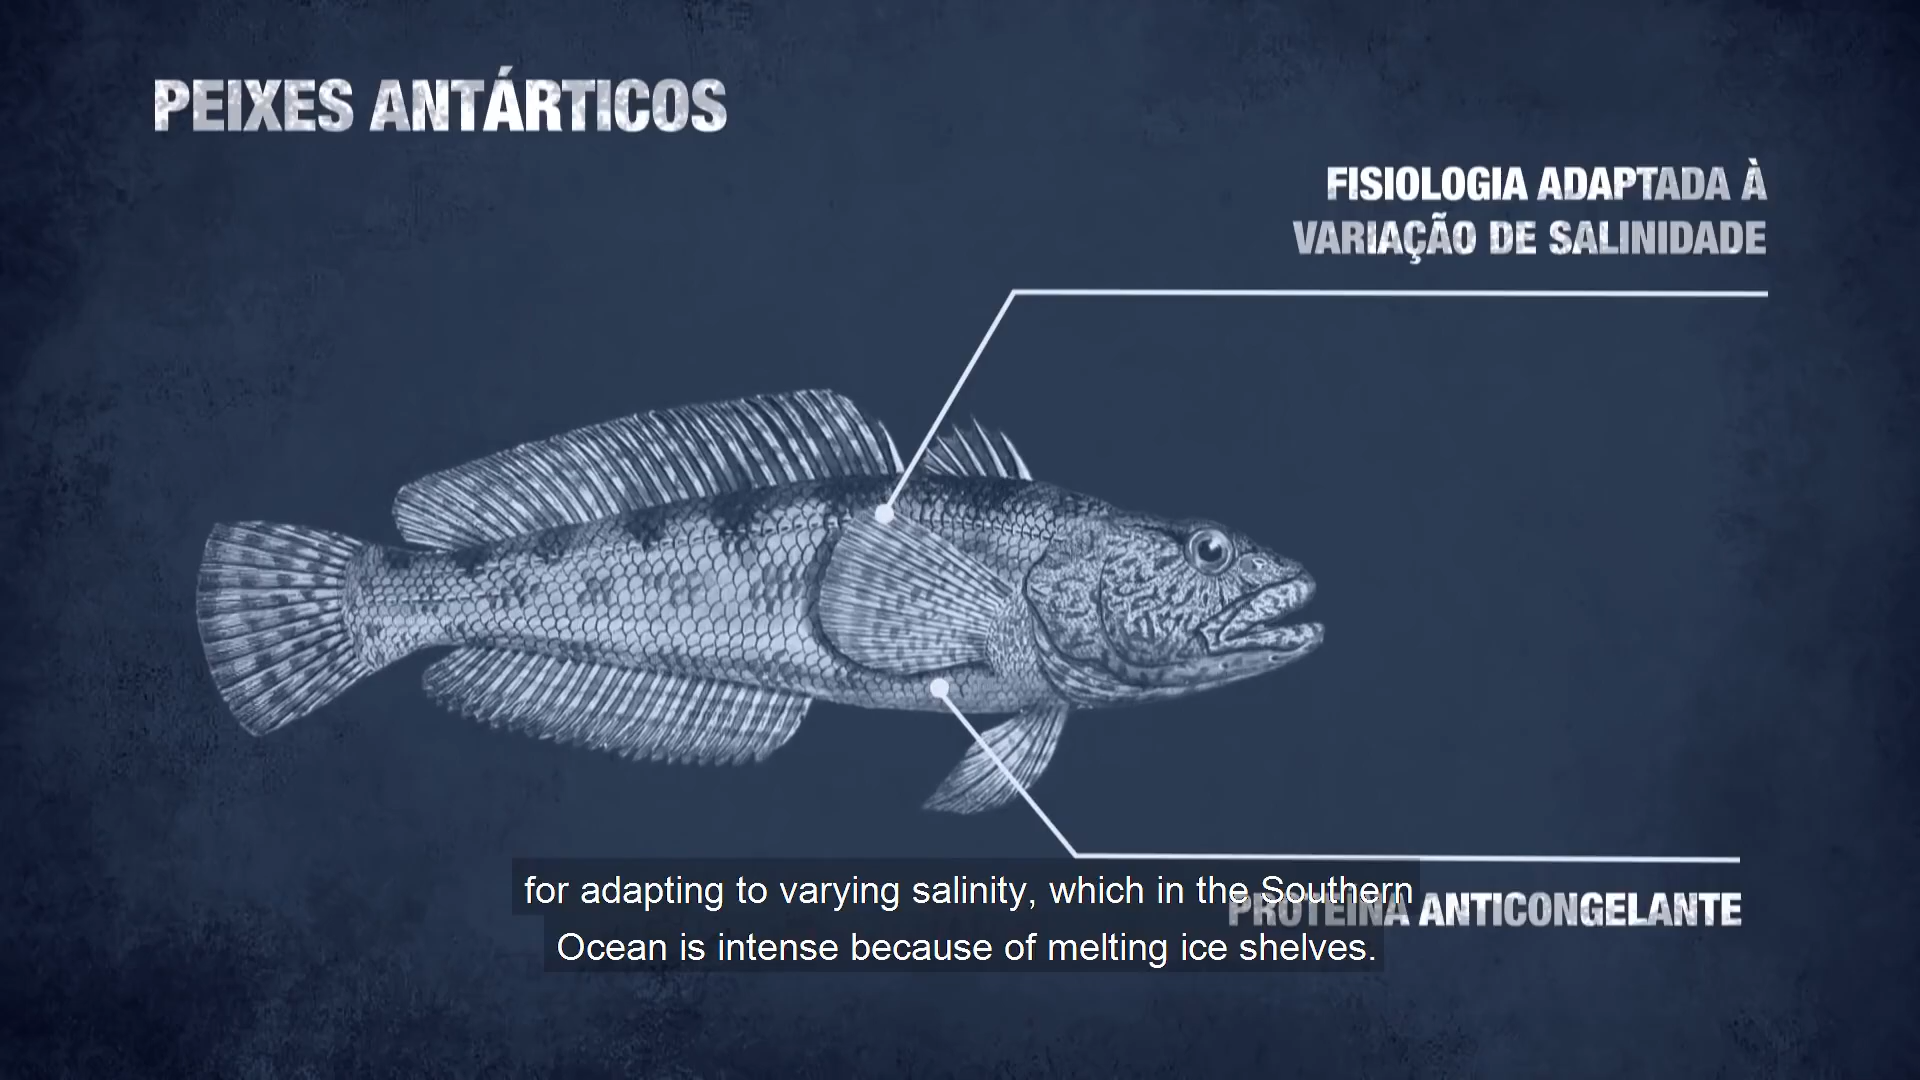 PEIXES ANTÁRTICOS
FISIOLOGIA ADAPTADA À
VARIAÇÃO DE SALINIDADE
PROTEÍNA ANTICONGELANTE
for adapting to varying salinity, which in the Southern
Ocean is intense because of melting ice shelves.